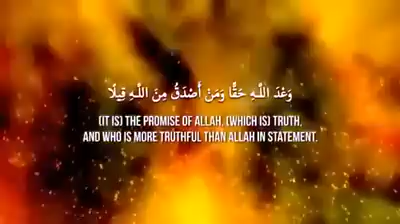 وَعْدَ اللَّهِ حَقًّا وَمَنْ أَصْدَقُ مِنَ اللَّهِ قِيلًا
(IT IS) THE PROMISE OF ALLAH, (WHICH IS) TRUTH,
AND WHO IS MORE TRUTHFUL THAN ALLAH IN STATEMENT.